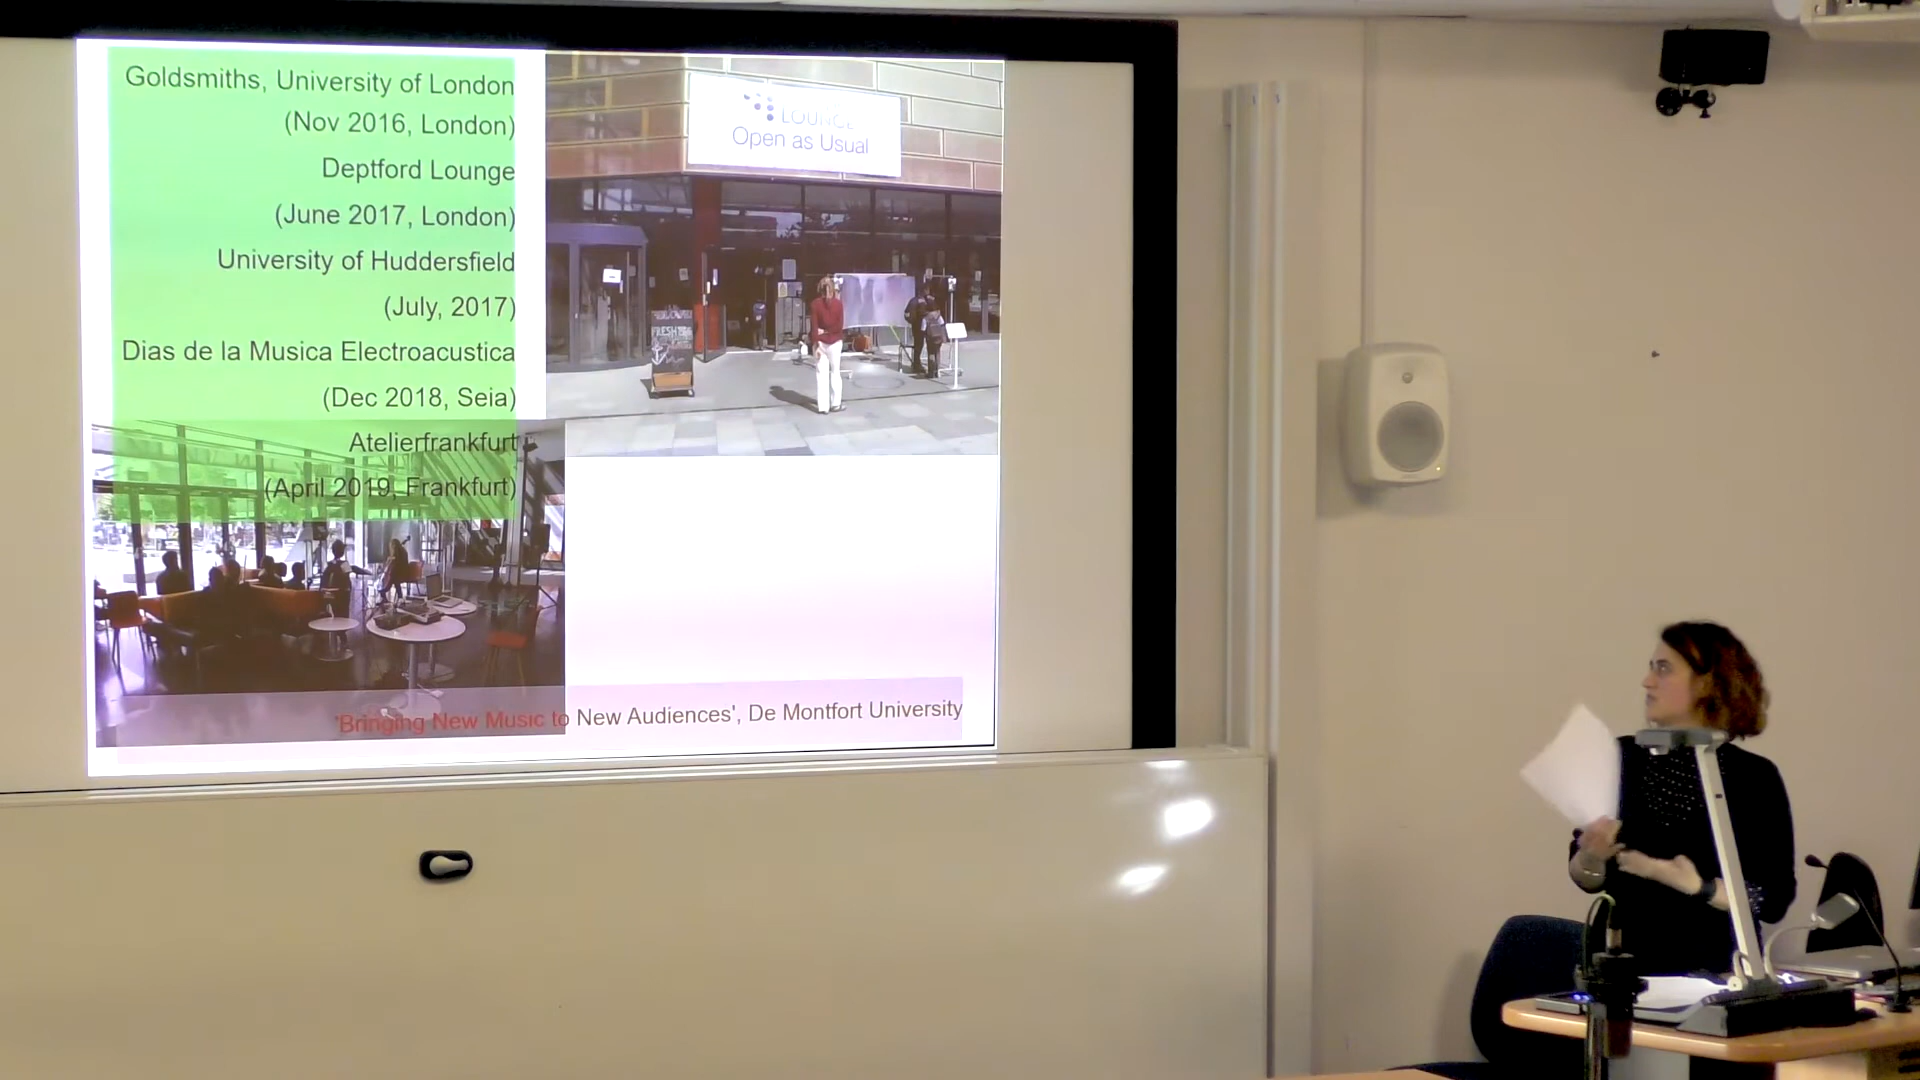 Goldsmiths, University of London
(Nov 2016, London)
Deptford Lounge
(June 2017, London)
University of Huddersfield
(July, 2017)
Dias de la Musica Electroacustica
(Dec 2018, Seia)
Atelierfrankfurt
(April 2019, Frankfurt)
LOUNGE
Open as Usual
FRESH
'Bringing New Music to New Audiences', De Montfort University